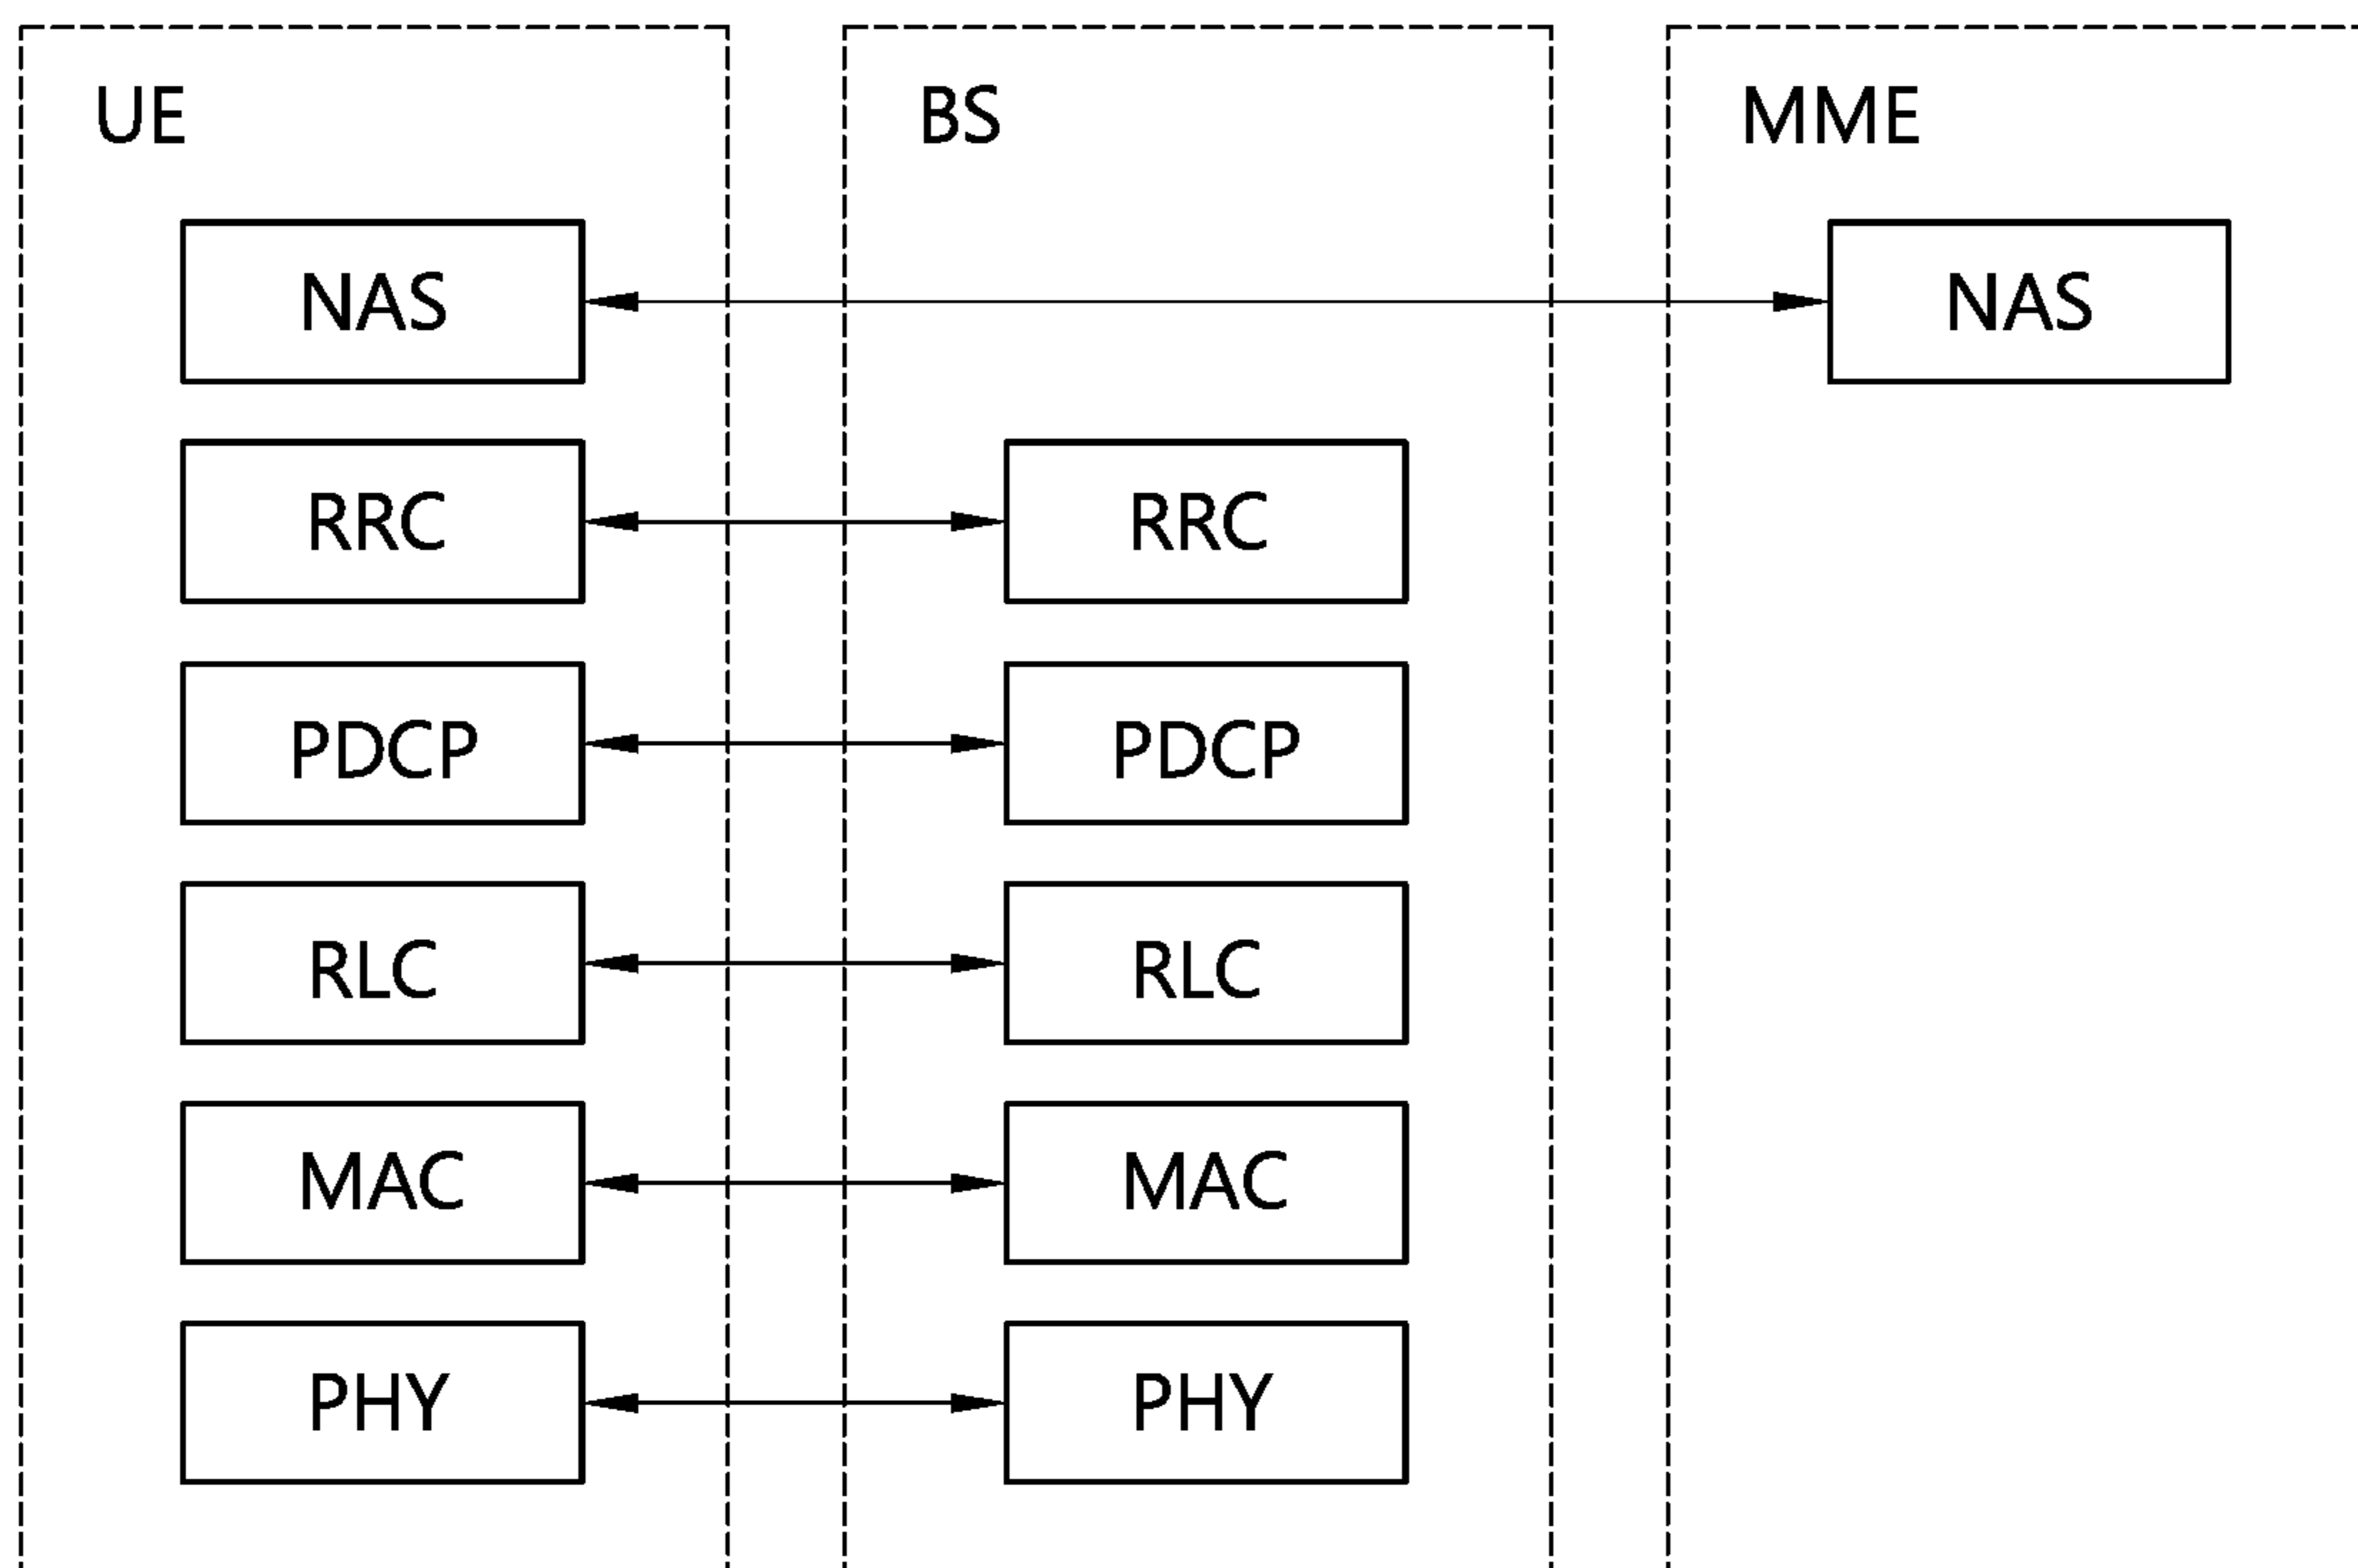 UE BS MME
NAS NAS
RRC RRC
PDCP PDCP
RLC RLC
MAC MAC
PHY PHY